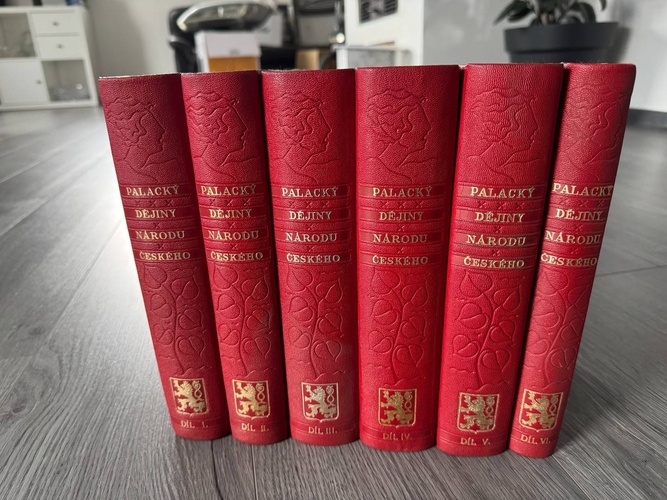 PALACKÝ
DĚJINY
NÁRODU
ČESKÉHO
DÍL I.
PALACKÝ
DĚJINY
NÁRODU
ČESKÉHO
DÍL II.
PALACKÝ
DĚJINY
NÁRODU
ČESKÉHO
DÍL III.
PALACKÝ
DĚJINY
NÁRODU
ČESKÉHO
DÍL IV.
PALACKÝ
DĚJINY
NÁRODU
ČESKÉHO
DÍL V.
PALACKÝ
DĚJINY
NÁRODU
ČESKÉHO
DÍL VI.